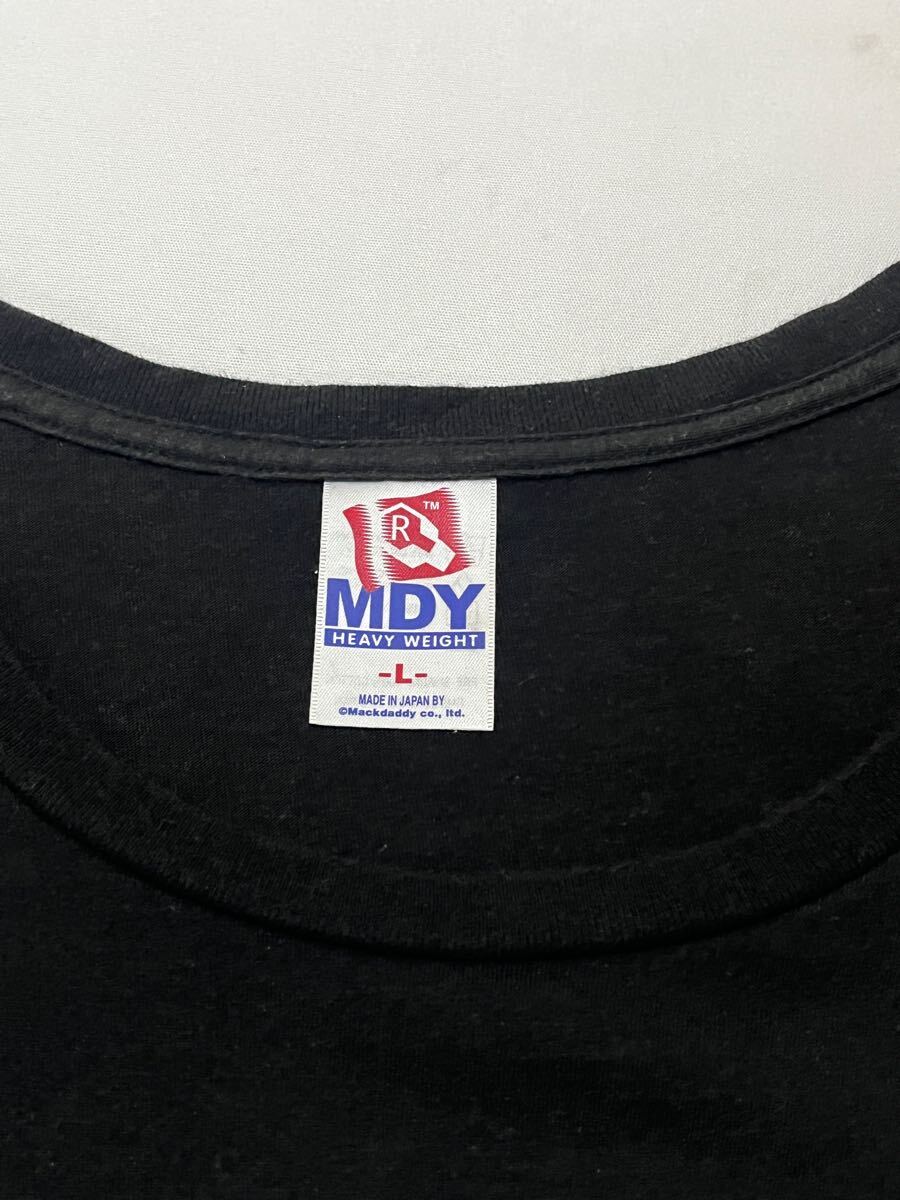 R ™
MDY
HEAVY WEIGHT
-L-
MADE IN JAPAN BY
©Mackdaddy co., ltd.